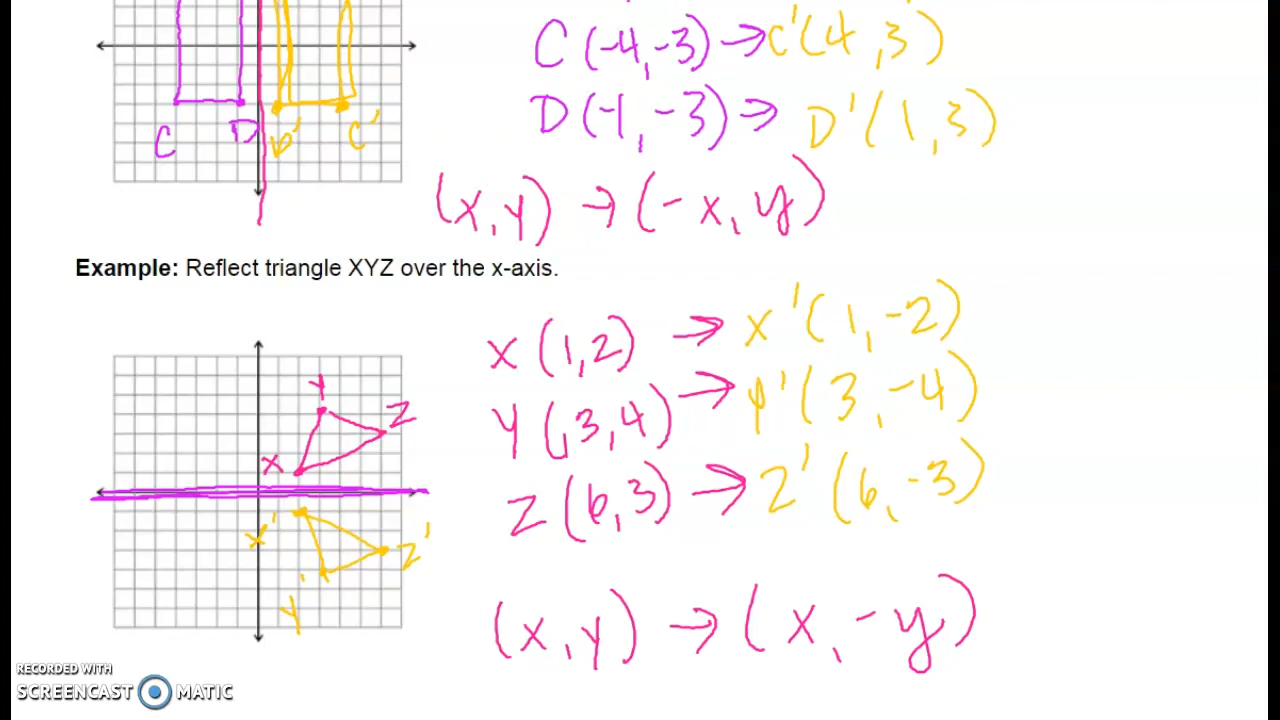 C (-4, -3) → C' (4, 3)
D (-1, -3) → D' (1, 3)
C D D' C'
(x, y) → (-x, y)
Example: Reflect triangle XYZ over the x-axis.
X (1, 2) → X' (1, -2)
Y (, 3, 4) → Y' (3, -4)
Z (6, 3) → Z' (6, -3)
Y
Z
X
X'
Z'
Y'
(x, y) → (x, -y)
RECORDED WITH
SCREENCAST MATIC